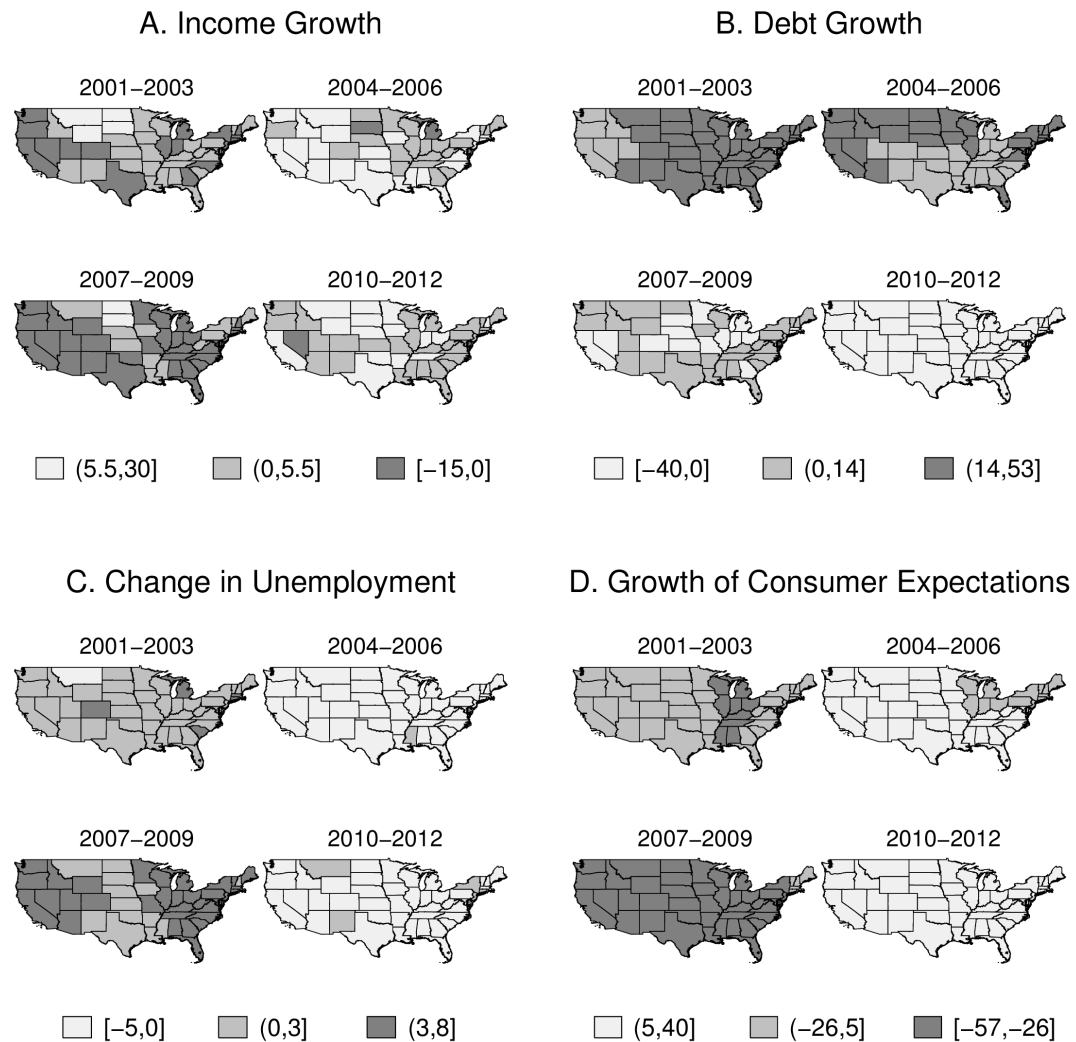 A. Income Growth
2001−2003 2004−2006
2007−2009 2010−2012
(5.5,30] (0,5.5] [−15,0]
B. Debt Growth
2001−2003 2004−2006
2007−2009 2010−2012
[−40,0] (0,14] (14,53]
C. Change in Unemployment
2001−2003 2004−2006
2007−2009 2010−2012
[−5,0] (0,3] (3,8]
D. Growth of Consumer Expectations
2001−2003 2004−2006
2007−2009 2010−2012
(5,40] (−26,5] [−57,−26]